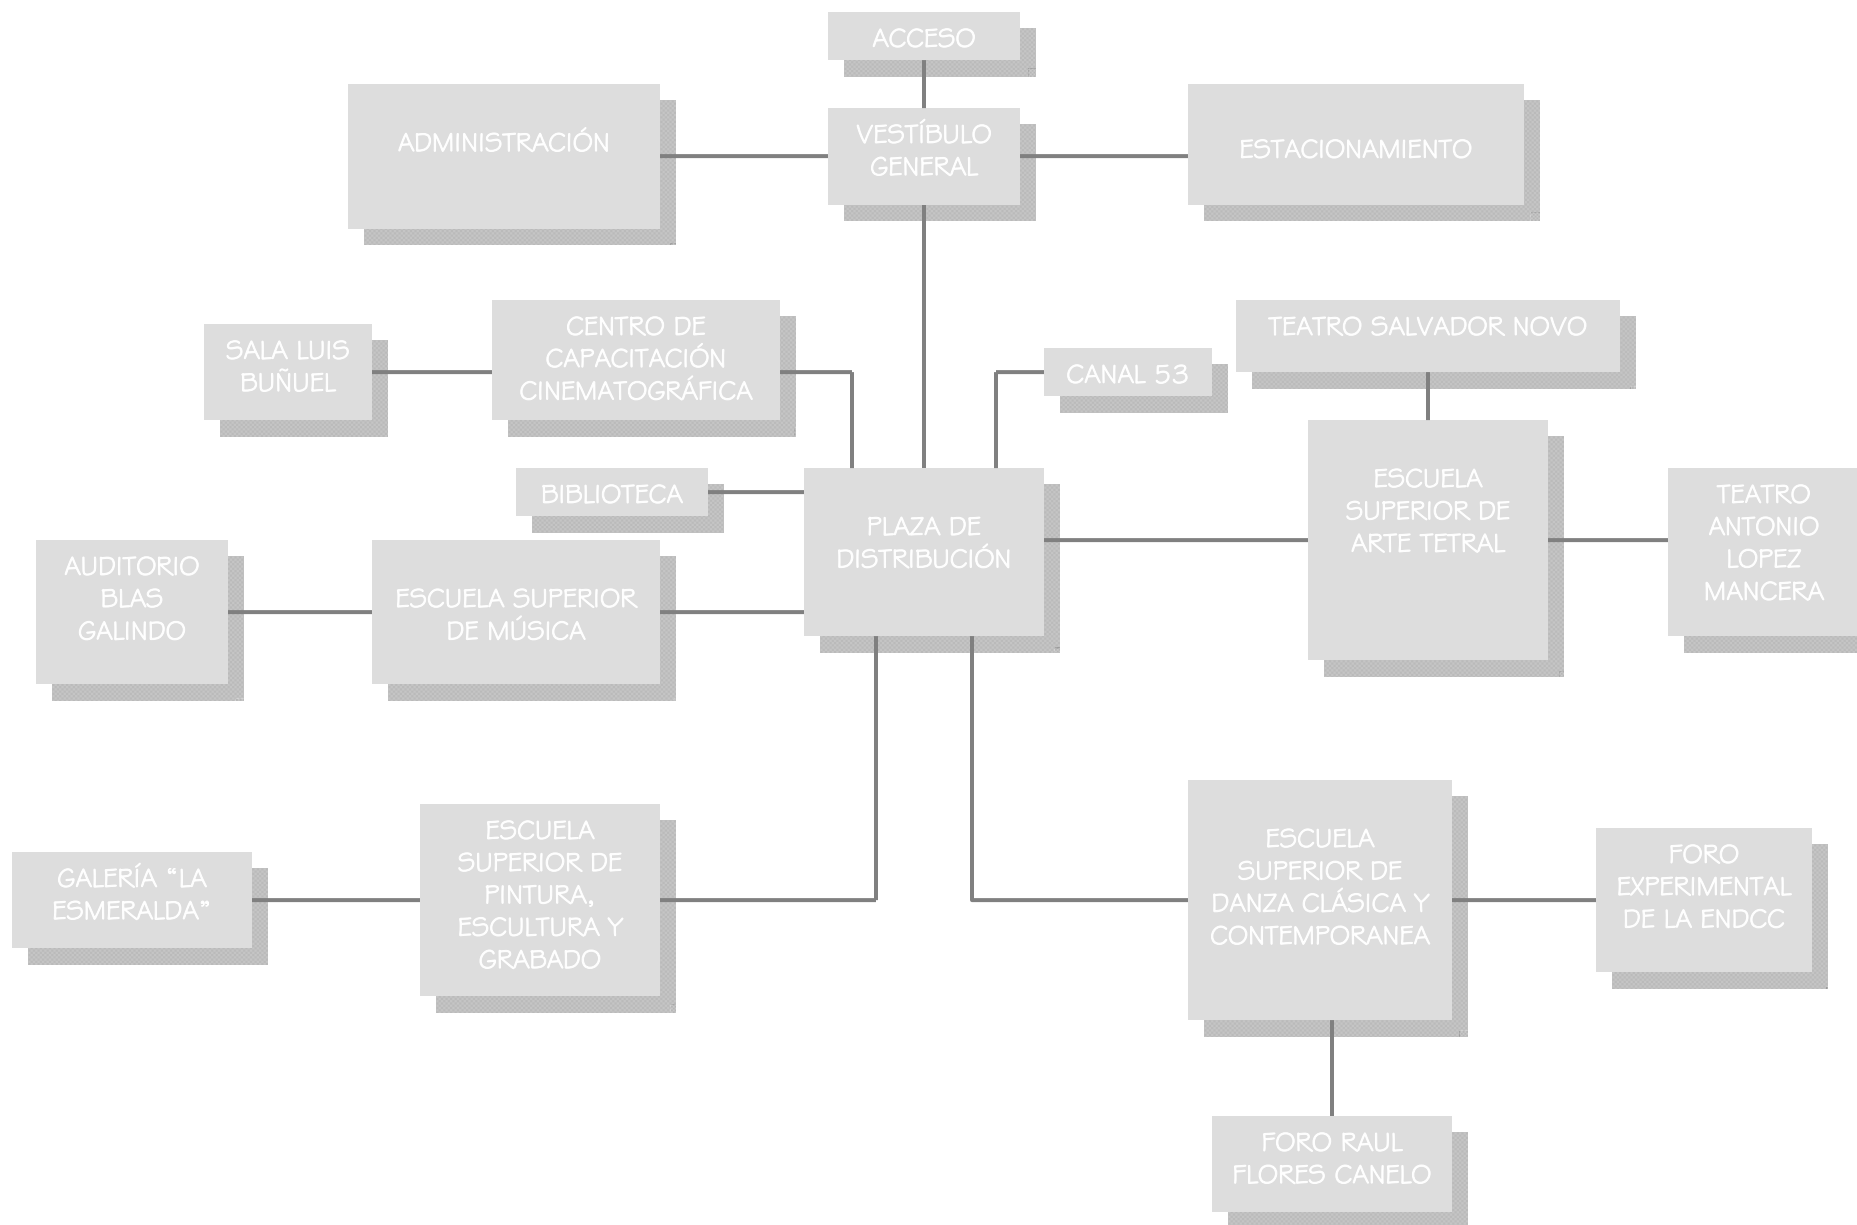 ACCESO
ADMINISTRACIÓN
VESTÍBULO
GENERAL
ESTACIONAMIENTO
SALA LUIS
BUÑUEL
CENTRO DE
CAPACITACIÓN
CINEMATOGRÁFICA
CANAL 53
TEATRO SALVADOR NOVO
BIBLIOTECA
PLAZA DE
DISTRIBUCIÓN
ESCUELA
SUPERIOR DE
ARTE TETRAL
TEATRO
ANTONIO
LOPEZ
MANCERA
AUDITORIO
BLAS
GALINDO
ESCUELA SUPERIOR
DE MÚSICA
GALERÍA “LA
ESMERALDA”
ESCUELA
SUPERIOR DE
PINTURA,
ESCULTURA Y
GRABADO
ESCUELA
SUPERIOR DE
DANZA CLÁSICA Y
CONTEMPORANEA
FORO
EXPERIMENTAL
DE LA ENDCC
FORO RAUL
FLORES CANELO